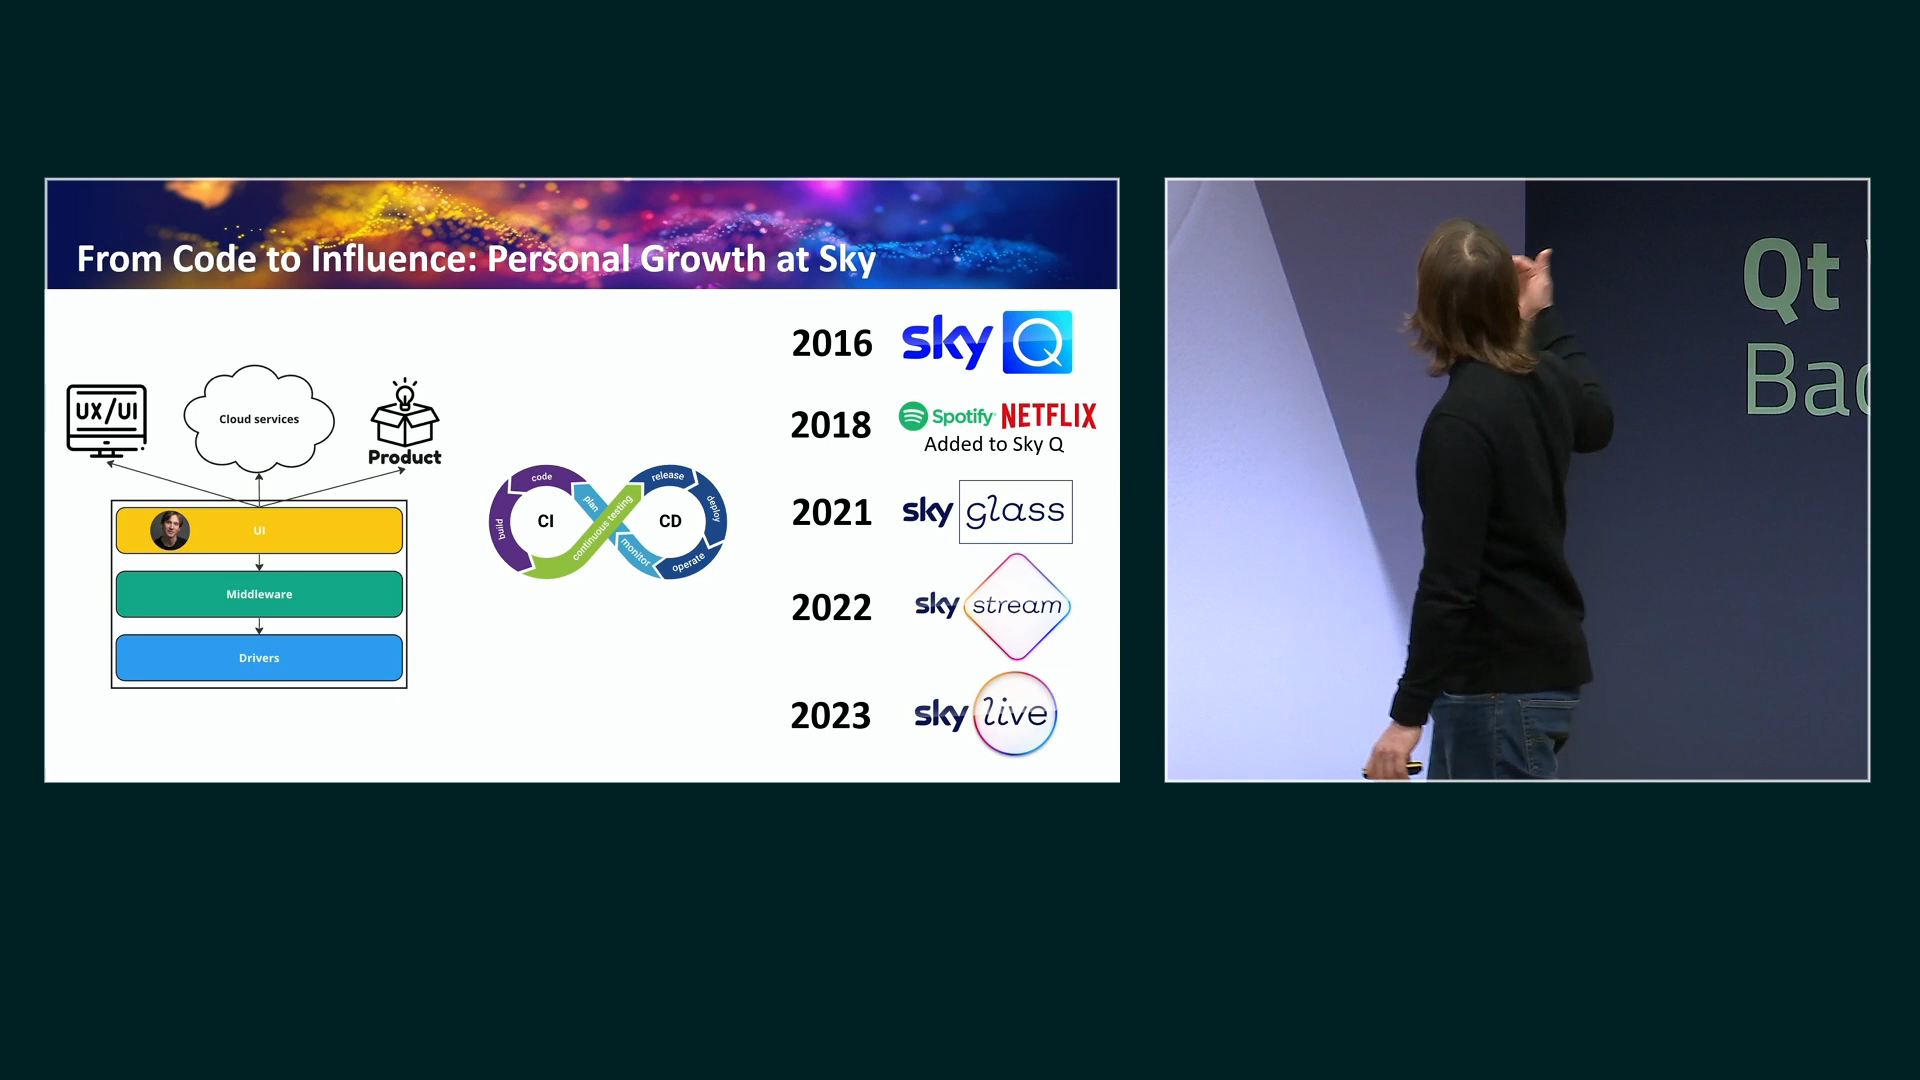 From Code to Influence: Personal Growth at Sky
UX/UI
Cloud services
Product
UI
Middleware
Drivers
CI
CD
code
build
plan
continuous testing
monitor
release
deploy
operate
2016 sky Q
2018 Spotify NETFLIX
Added to Sky Q
2021 sky glass
2022 sky stream
2023 sky live
Qt